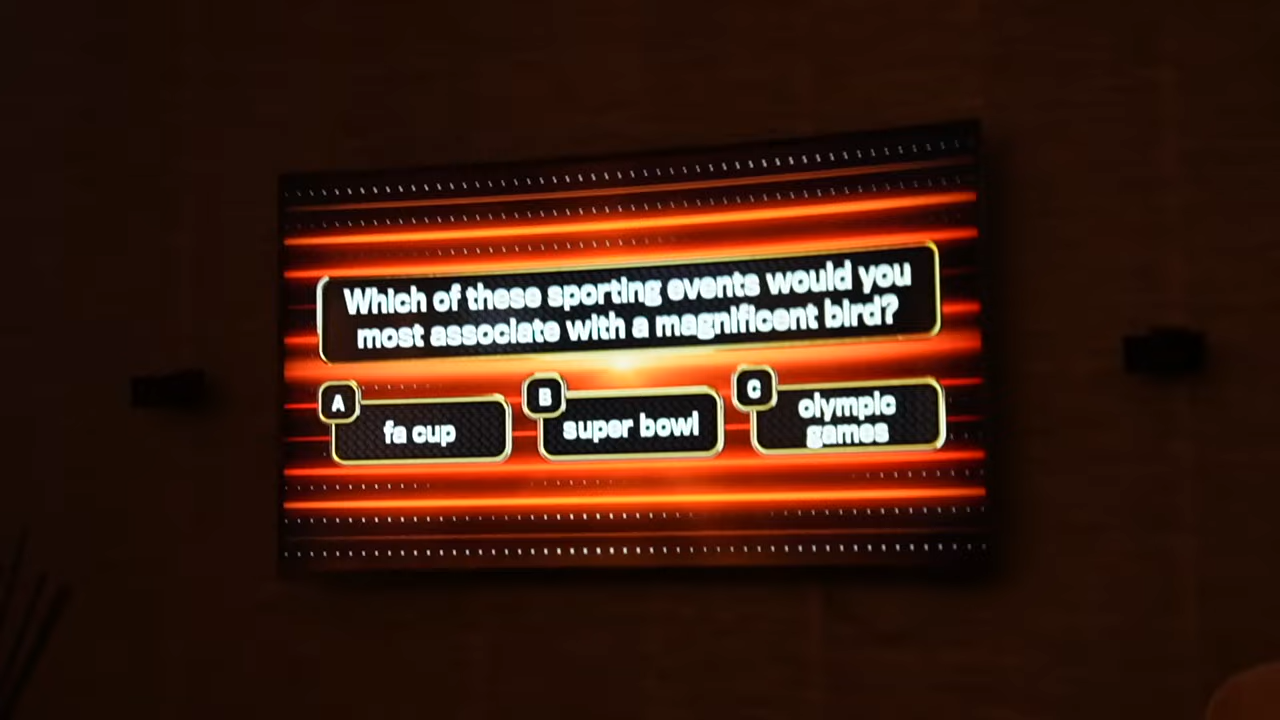 Which of these sporting events would you
most associate with a magnificent bird?
A
fa cup
B
super bowl
C
olympic
games